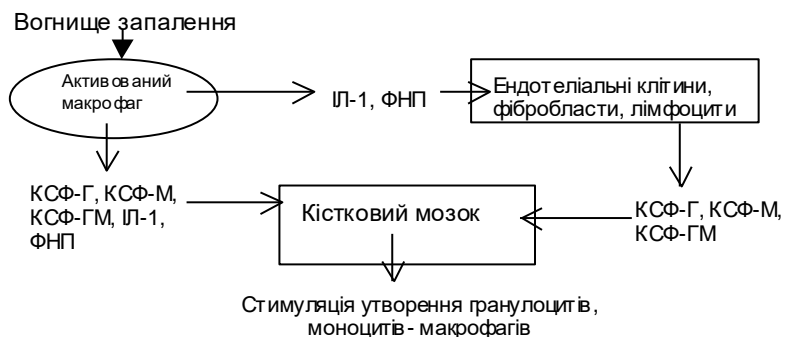 Вогнище запалення
Активований
макрофаг
ІЛ-1, ФНП
Ендотеліальні клітини,
фібробласти, лімфоцити
КСФ-Г, КСФ-М,
КСФ-ГМ, ІЛ-1,
ФНП
Кістковий мозок
КСФ-Г, КСФ-М,
КСФ-ГМ
Стимуляція утворення гранулоцитів,
моноцитів- макрофагів